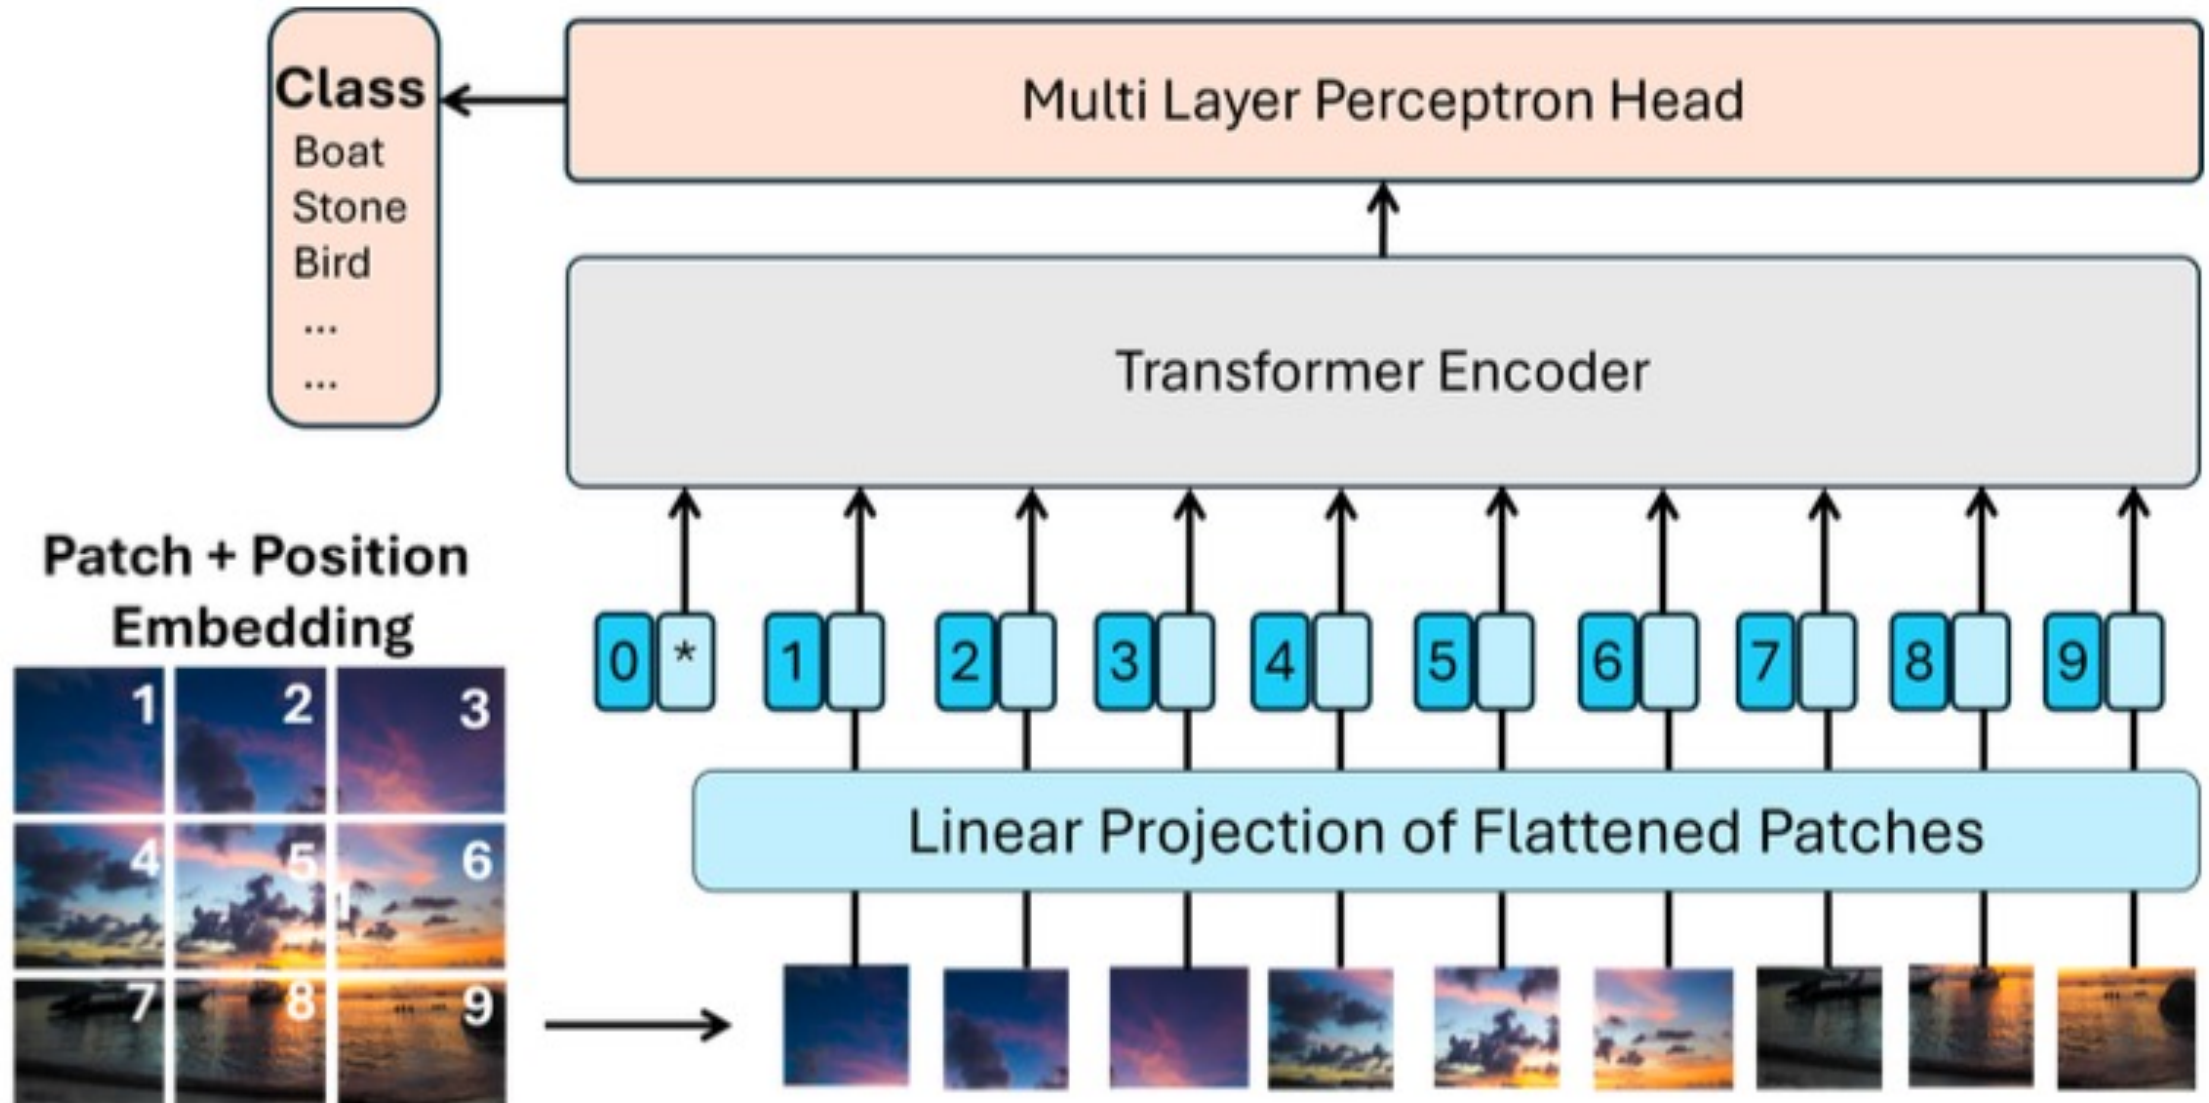 Class
Boat
Stone
Bird
...
...
Multi Layer Perceptron Head
Transformer Encoder
Patch + Position
Embedding
0 * 1 2 3 4 5 6 7 8 9
Linear Projection of Flattened Patches
1 2 3
4 5 6
7 8 9